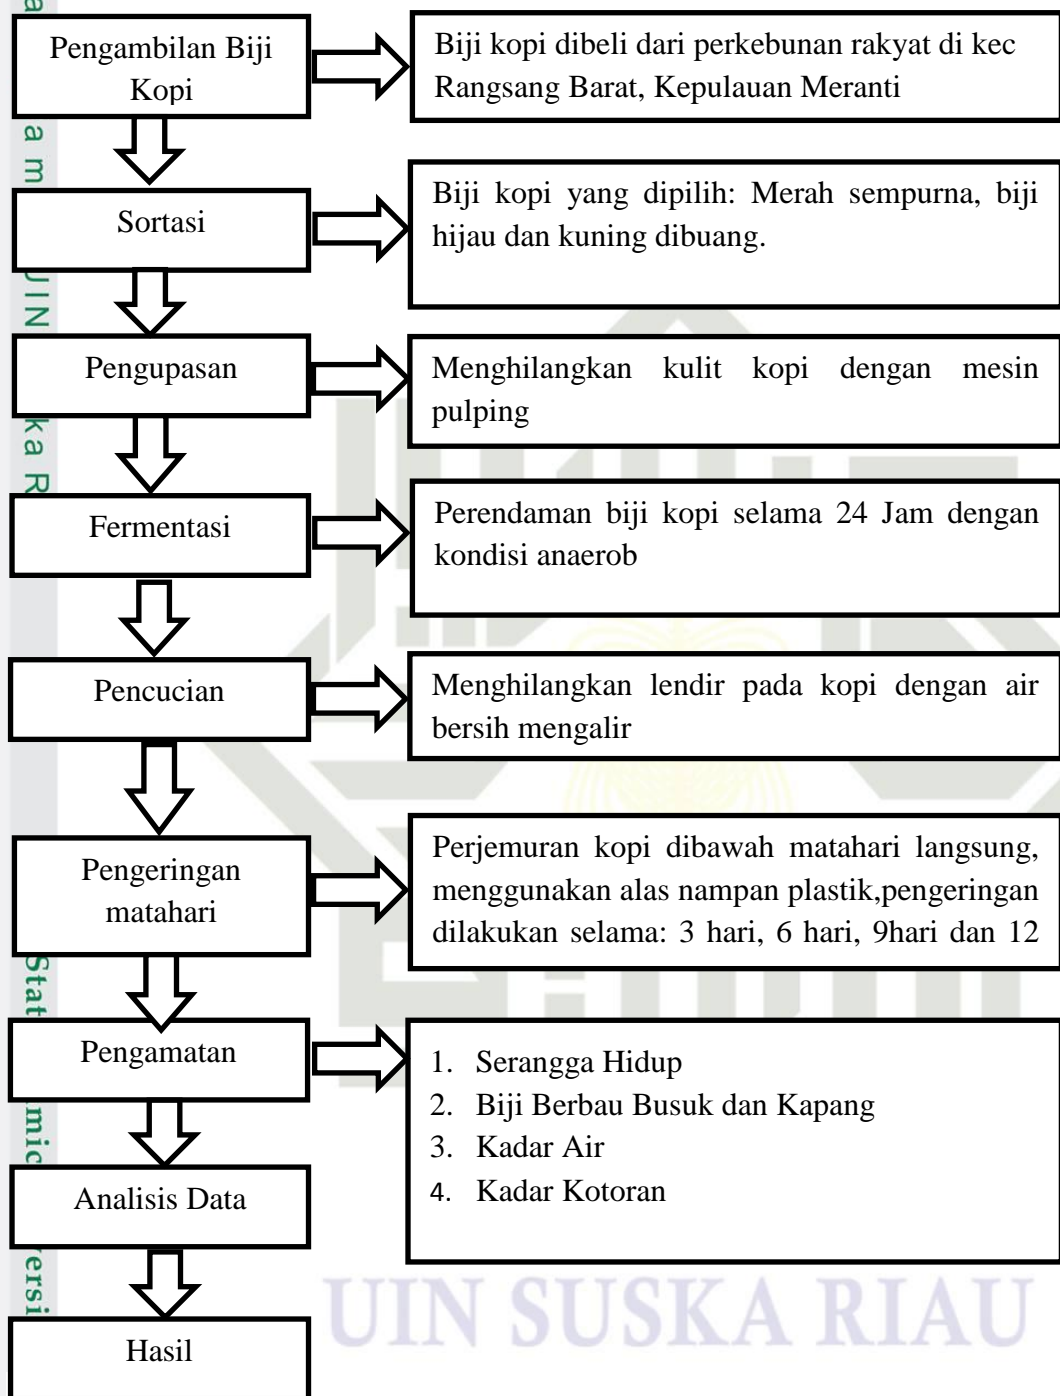 Pengambilan Biji
Kopi
Biji kopi dibeli dari perkebunan rakyat di kec
Rangsang Barat, Kepulauan Meranti
Sortasi
Biji kopi yang dipilih: Merah sempurna, biji
hijau dan kuning dibuang.
Pengupasan
Menghilangkan kulit kopi dengan mesin
pulping
Fermentasi
Perendaman biji kopi selama 24 Jam dengan
kondisi anaerob
Pencucian
Menghilangkan lendir pada kopi dengan air
bersih mengalir
Pengeringan
matahari
Perjemuran kopi dibawah matahari langsung,
menggunakan alas nampan plastik,pengeringan
dilakukan selama: 3 hari, 6 hari, 9hari dan 12
Pengamatan
1. Serangga Hidup
2. Biji Berbau Busuk dan Kapang
3. Kadar Air
4. Kadar Kotoran
Analisis Data
Hasil
UIN SUSKA RIAU